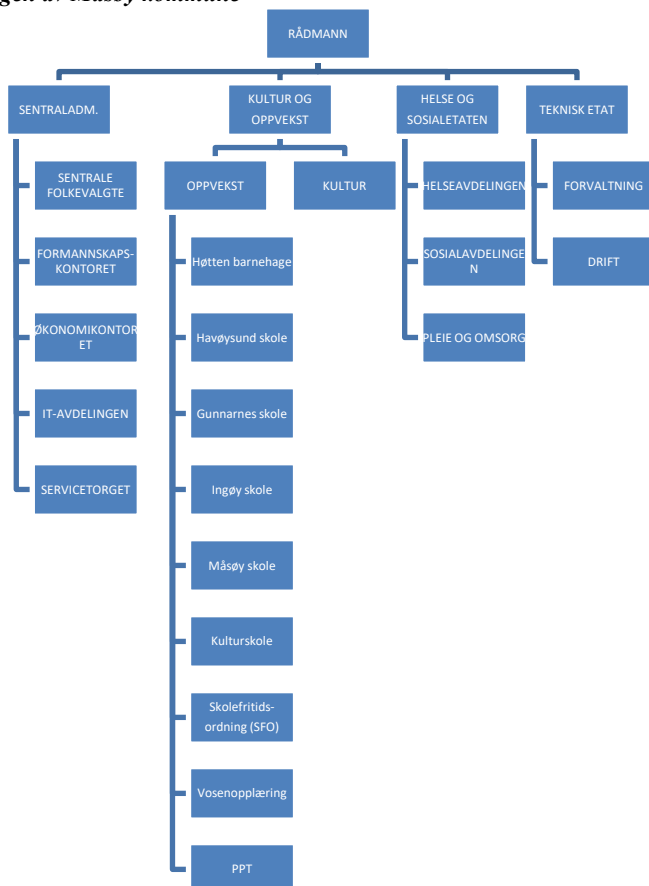 gen av Måsøy kommune
RÅDMANN
SENTRALADM.
KULTUR OG
OPPVEKST
HELSE OG
SOSIALETATEN
TEKNISK ETAT
SENTRALE
FOLKEVALGTE
OPPVEKST
KULTUR
HELSEAVDELINGEN
FORVALTNING
FORMANNSKAPS-
KONTORET
Høtten barnehage
SOSIALAVDELINGE
N
DRIFT
ØKONOMIKONTOR
ET
Havøysund skole
PLEIE OG OMSORG
IT-AVDELINGEN
Gunnarnes skole
SERVICETORGET
Ingøy skole
Måsøy skole
Kulturskole
Skolefritids-
ordning (SFO)
Vosenopplæring
PPT